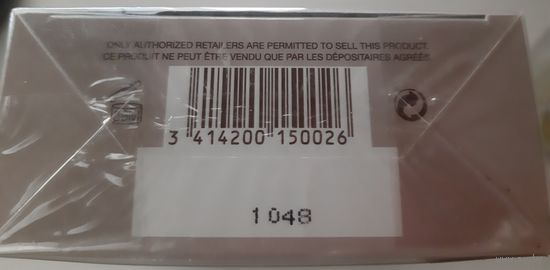 ONLY AUTHORIZED RETAILERS ARE PERMITTED TO SELL THIS PRODUCT.
CE PRODUIT NE PEUT ÊTRE VENDU QUE PAR LES DÉPOSITAIRES AGRÉÉS.
3 414200 150026
1048